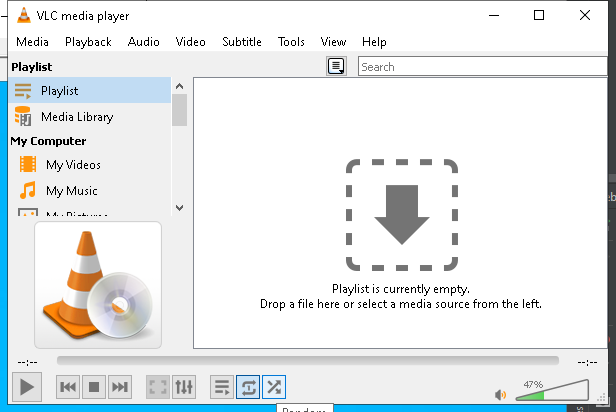 VLC media player
Media Playback Audio Video Subtitle Tools View Help
Playlist
Search
Playlist
Media Library
My Computer
My Videos
My Music
My Pictures
Playlist is currently empty.
Drop a file here or select a media source from the left.
--:--
--:--
47%
Random